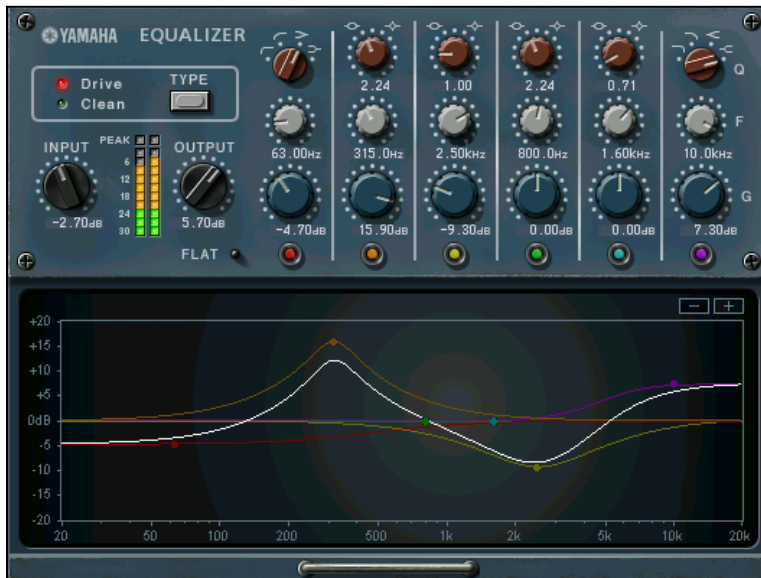 YAMAHA EQUALIZER
Drive
Clean
TYPE
Q
2.24 1.00 2.24 0.71
F
63.00Hz 315.0Hz 2.50kHz 800.0Hz 1.60kHz 10.0kHz
INPUT
PEAK
6
12
18
24
30
OUTPUT
G
-2.70dB 5.70dB -4.70dB 15.90dB -9.30dB 0.00dB 0.00dB 7.30dB
FLAT
- +
+20
+15
+10
+5
0dB
-5
-10
-15
-20
20 50 100 200 500 1k 2k 5k 10k 20k